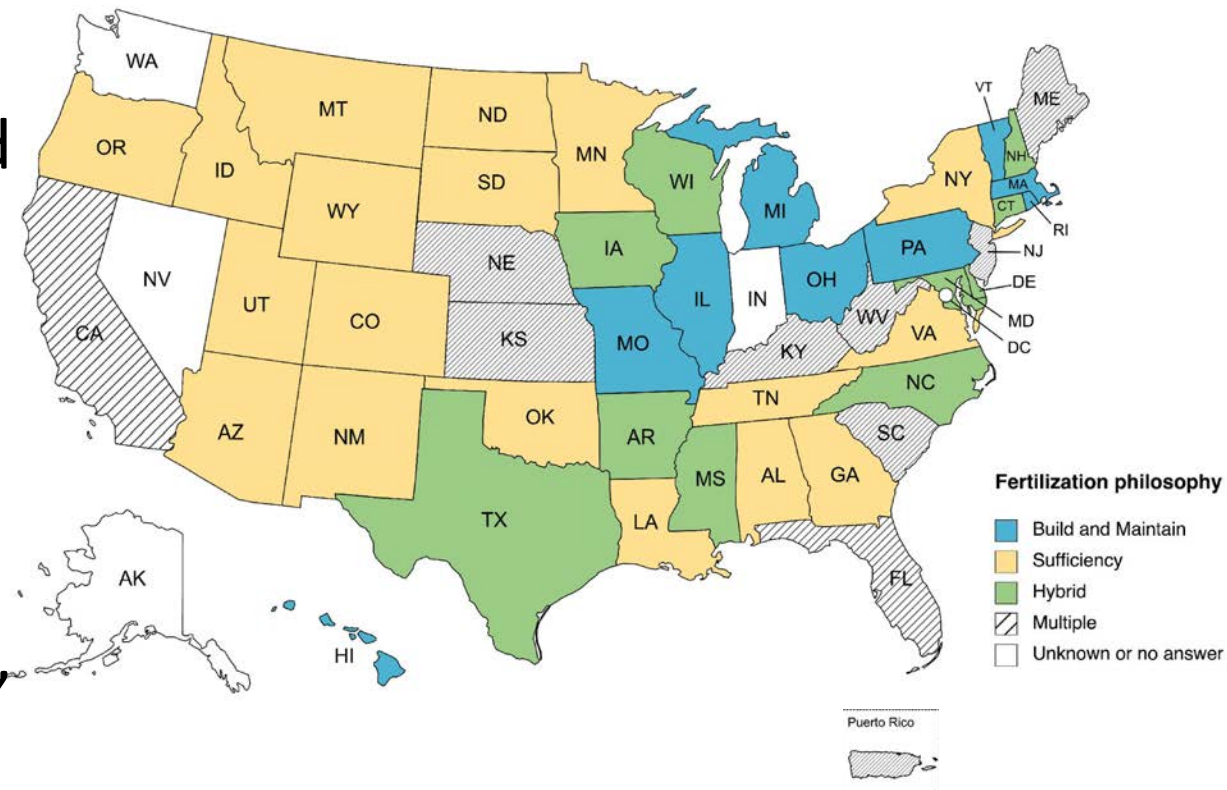 WA
VT
ME
MT
ND
OR
MN
NH
ID
SD
WI
NY
MA
WY
MI
CT
RI
IA
PA
NJ
NE
NV
OH
DE
UT
IL
IN
CO
WV
MD
CA
KS
MO
KY
VA
DC
NC
TN
OK
AZ
NM
AR
SC
MS
AL
GA
Fertilization philosophy
TX
LA
Build and Maintain
Sufficiency
AK
FL
Hybrid
Multiple
HI
Unknown or no answer
Puerto Rico